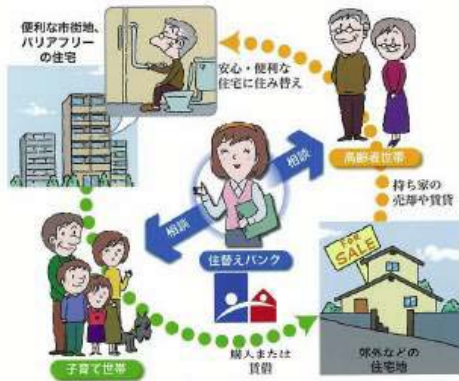 便利な市街地、
バリアフリー
の住宅
安心・便利な
住宅に住み替え
高齢者世帯
相談
持ち家の
売却や賃貸
相談
住替えバンク
FOR
SALE
購入または
賃借
郊外などの
住宅地
子育て世帯